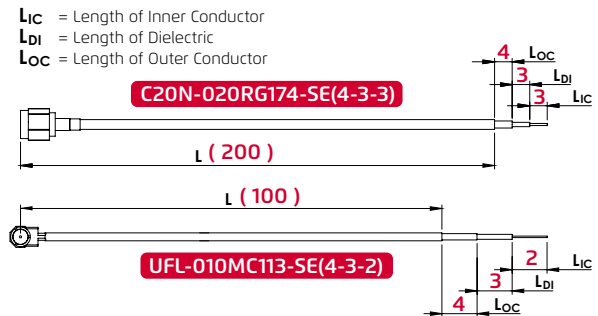 LIC = Length of Inner Conductor
LDI = Length of Dielectric
LOC = Length of Outer Conductor
4 LOC
3 LDI
3 LIC
C20N-020RG174-SE(4-3-3)
L ( 200 )
L ( 100 )
UFL-010MC113-SE(4-3-2)
2 LIC
3 LDI
4 LOC